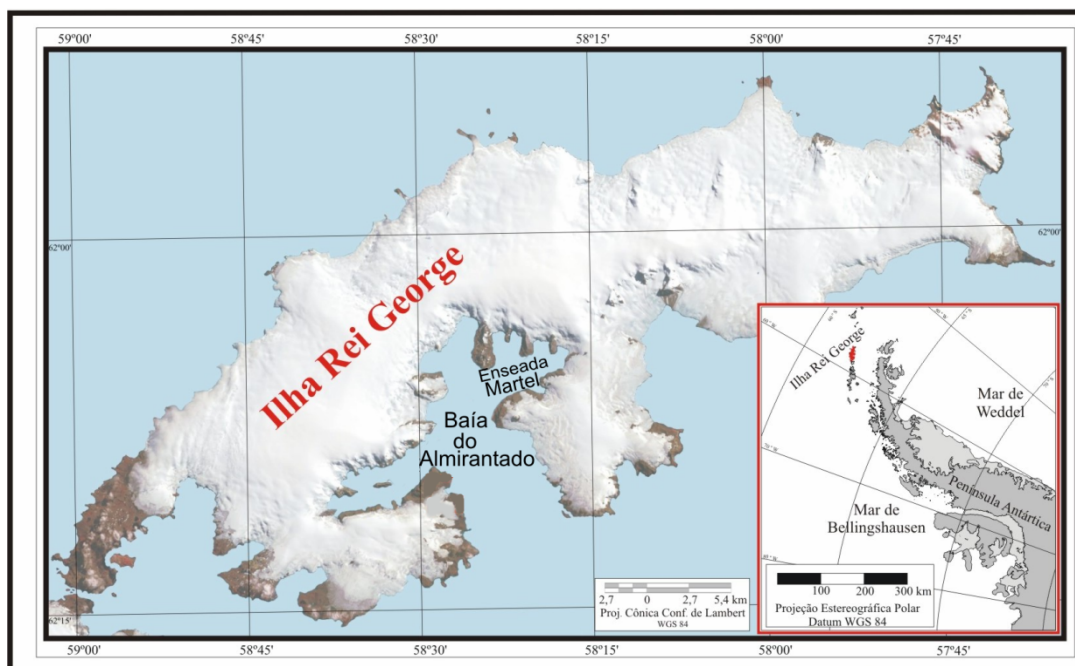 59°00'
58°45'
58°30'
58°15'
58°00'
57°45'
62°00'
62°00'
Ilha Rei George
Enseada
Martel
Baía
do
Almirantado
62°15'
2,7 0 2,7 5,4 km
Proj. Cônica Conf. de Lambert
WGS 84
Ilha Rei George
Mar de
Weddel
Península Antártica
Mar de
Bellingshausen
100 200 300 km
Projeção Estereográfica Polar
Datum WGS 84
59°00'
58°45'
58°30'
58°15'
58°00'
57°45'